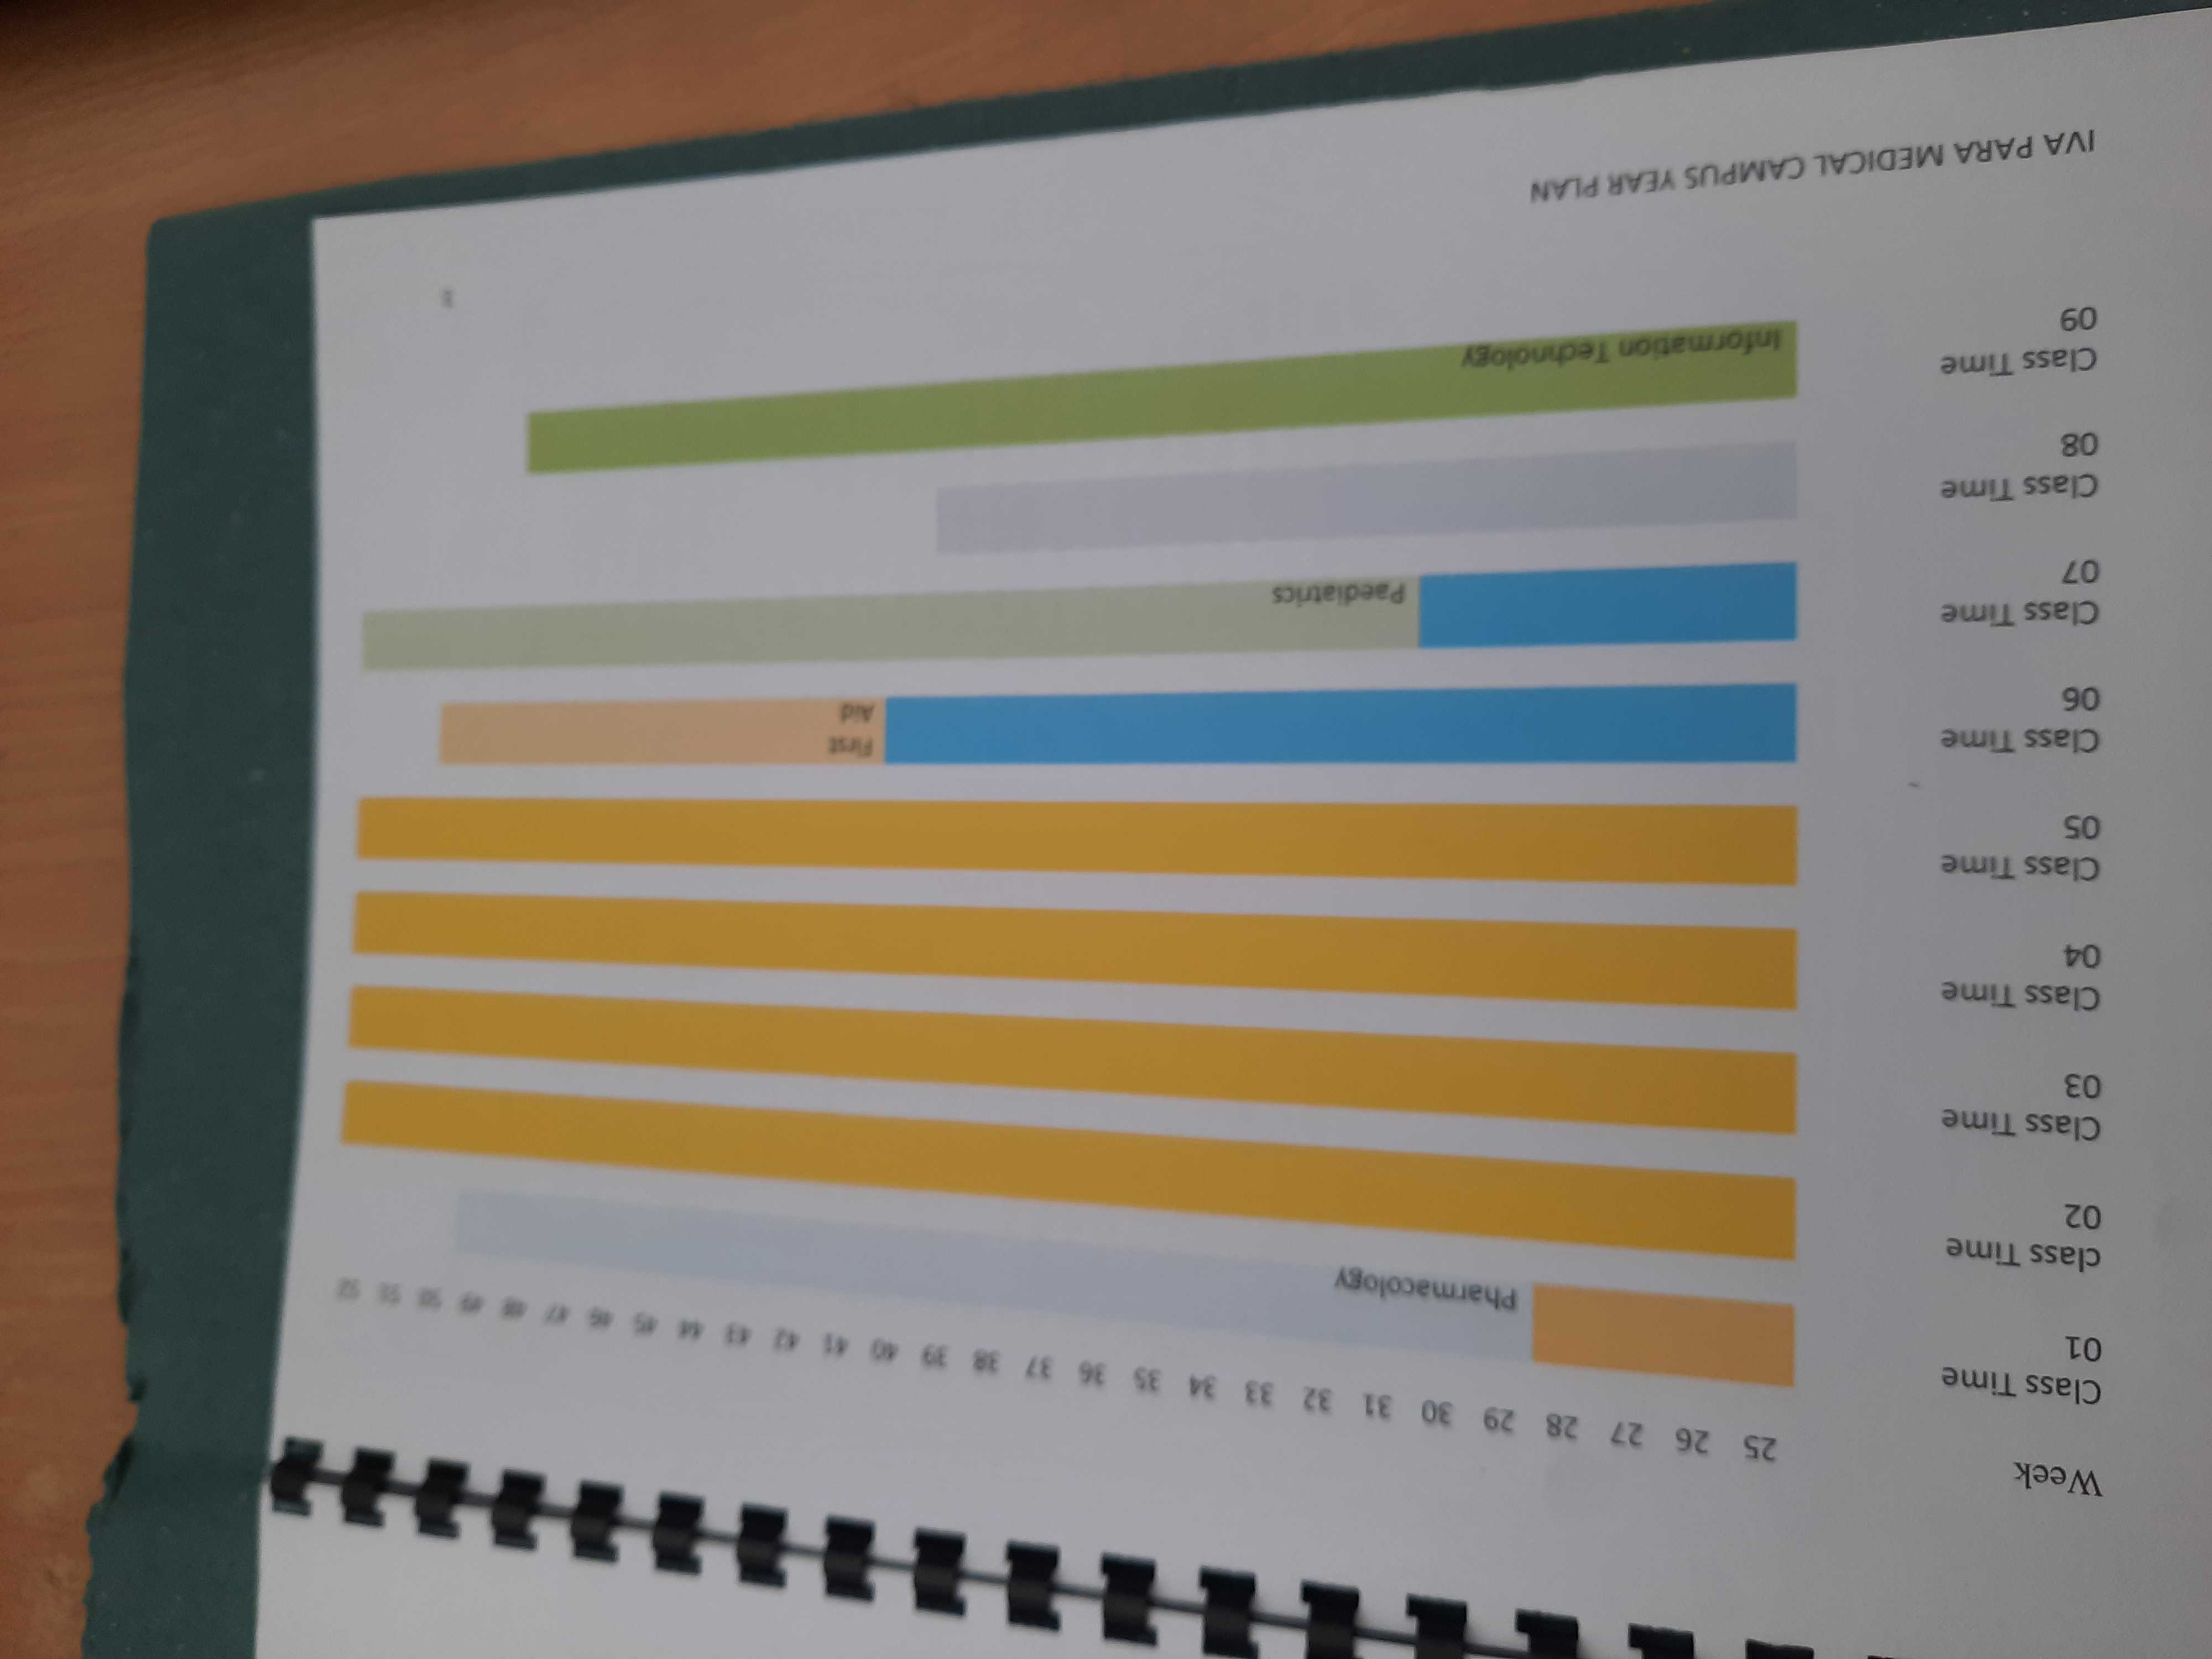 Week 25 26 27 28 29 30 31 32 33 34 35 36 37 38 39 40 41 42 43 44 45 46 47 48 49 50 51 52
Class Time
01
Pharmacology
class Time
02
Class Time
03
Class Time
04
Class Time
05
Class Time
06
First
Aid
Class Time
07
Paediatrics
Class Time
08
Class Time
09
Information Technology
IVA PARA MEDICAL CAMPUS YEAR PLAN